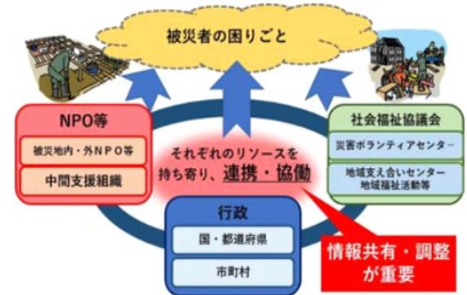 被災者の困りごと
NPO等
被災地内・外NPO等
中間支援組織
それぞれのリソースを
持ち寄り、連携・協働
社会福祉協議会
災害ボランティアセンター
地域支え合いセンター
地域福祉活動等
行政
国・都道府県
市町村
情報共有・調整
が重要